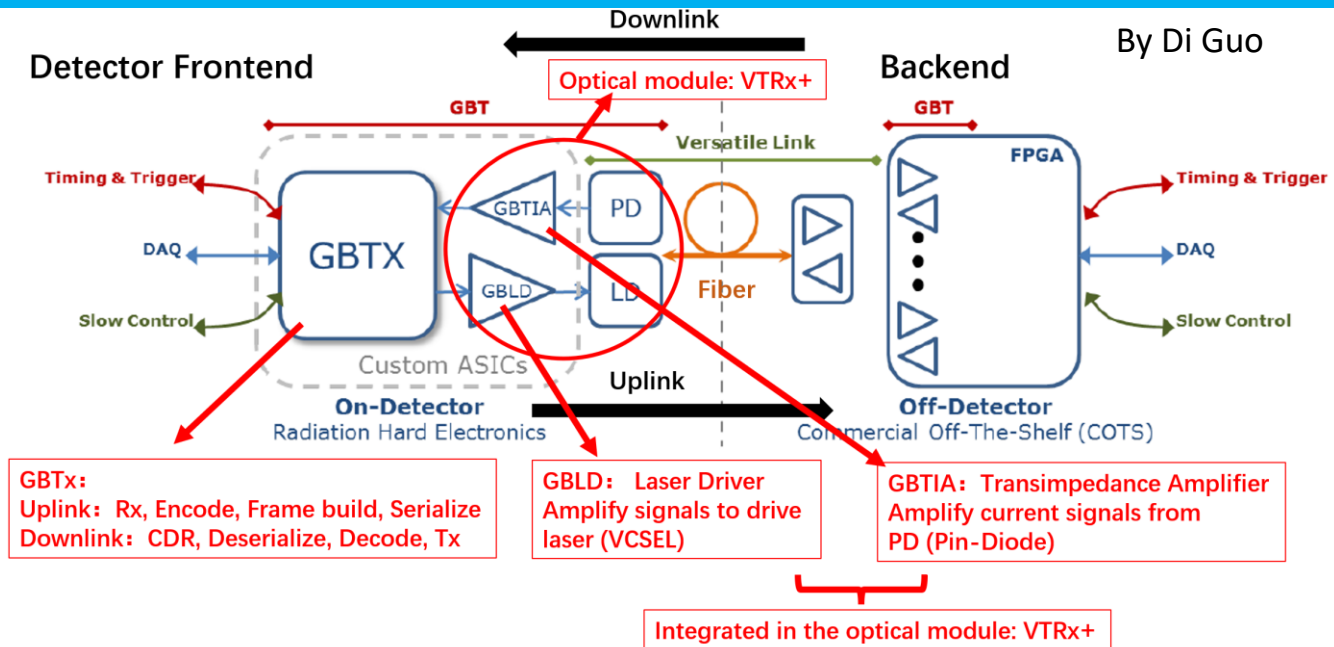 Downlink
By Di Guo
Detector Frontend
Backend
Optical module: VTRx+
GBT
GBT
Versatile Link
FPGA
Timing & Trigger
Timing & Trigger
GBTIA
PD
GBTX
DAQ
DAQ
GBLD
LD
Fiber
Slow Control
Slow Control
Custom ASICs
Uplink
On-Detector
Off-Detector
Radiation Hard Electronics
Commercial Off-The-Shelf (COTS)
GBTx:
Uplink: Rx, Encode, Frame build, Serialize
Downlink: CDR, Deserialize, Decode, Tx
GBLD: Laser Driver
Amplify signals to drive
laser (VCSEL)
GBTIA: Transimpedance Amplifier
Amplify current signals from
PD (Pin-Diode)
Integrated in the optical module: VTRx+